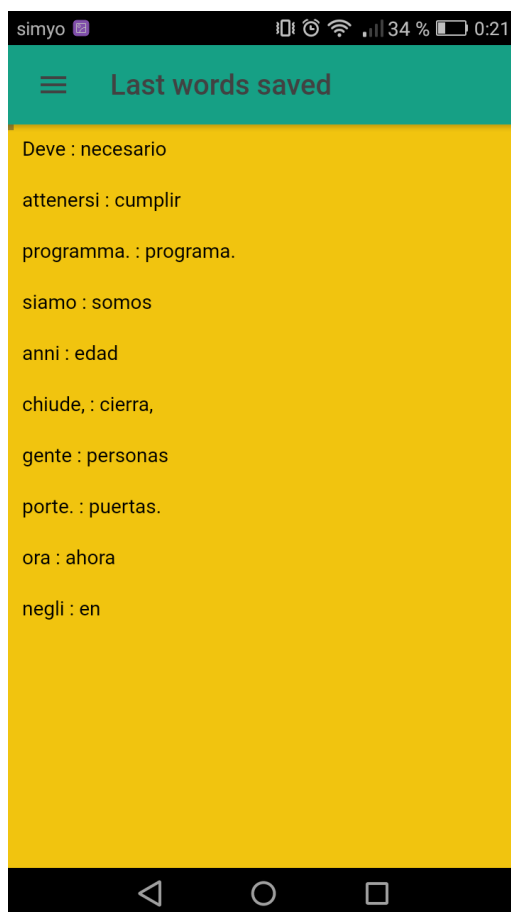 simyo 34 % 0:21
Last words saved
Deve : necesario
attenersi : cumplir
programma. : programa.
siamo : somos
anni : edad
chiude, : cierra,
gente : personas
porte. : puertas.
ora : ahora
negli : en